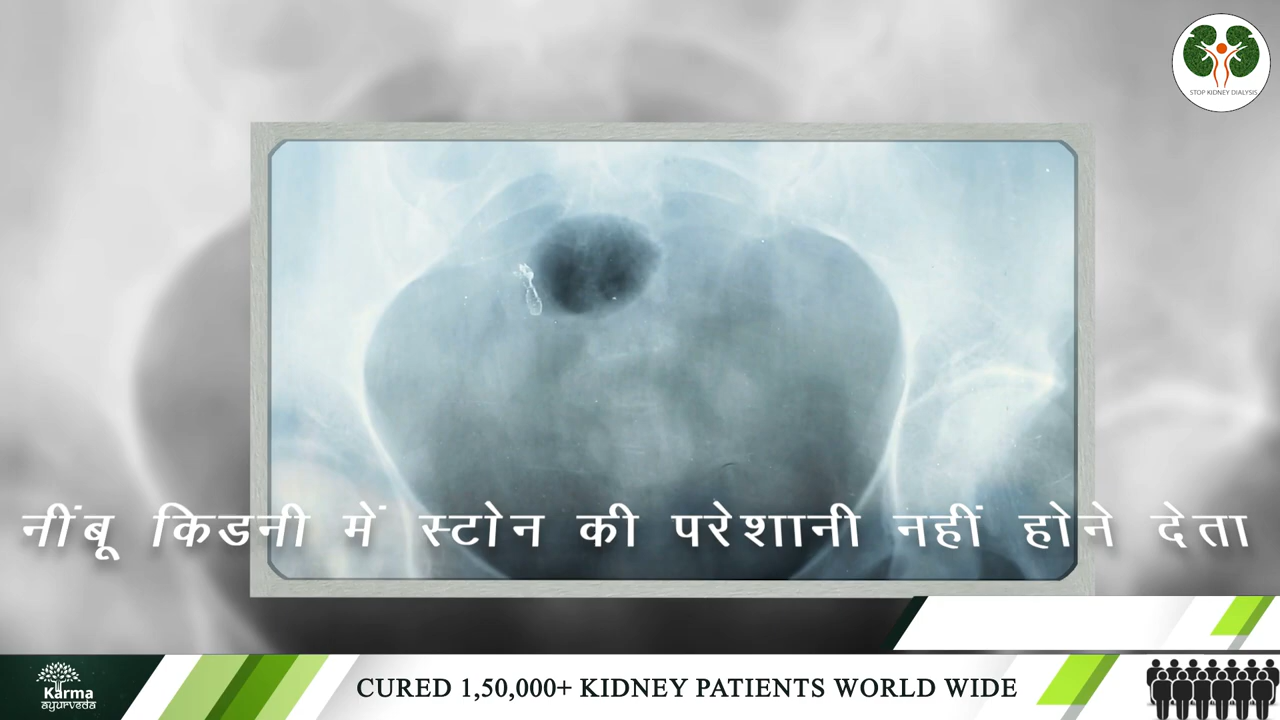 STOP KIDNEY DIALYSIS
नींबू किडनी में स्टोन की परेशानी नहीं होने देता
Karma
ayurveda
CURED 1,50,000+ KIDNEY PATIENTS WORLD WIDE